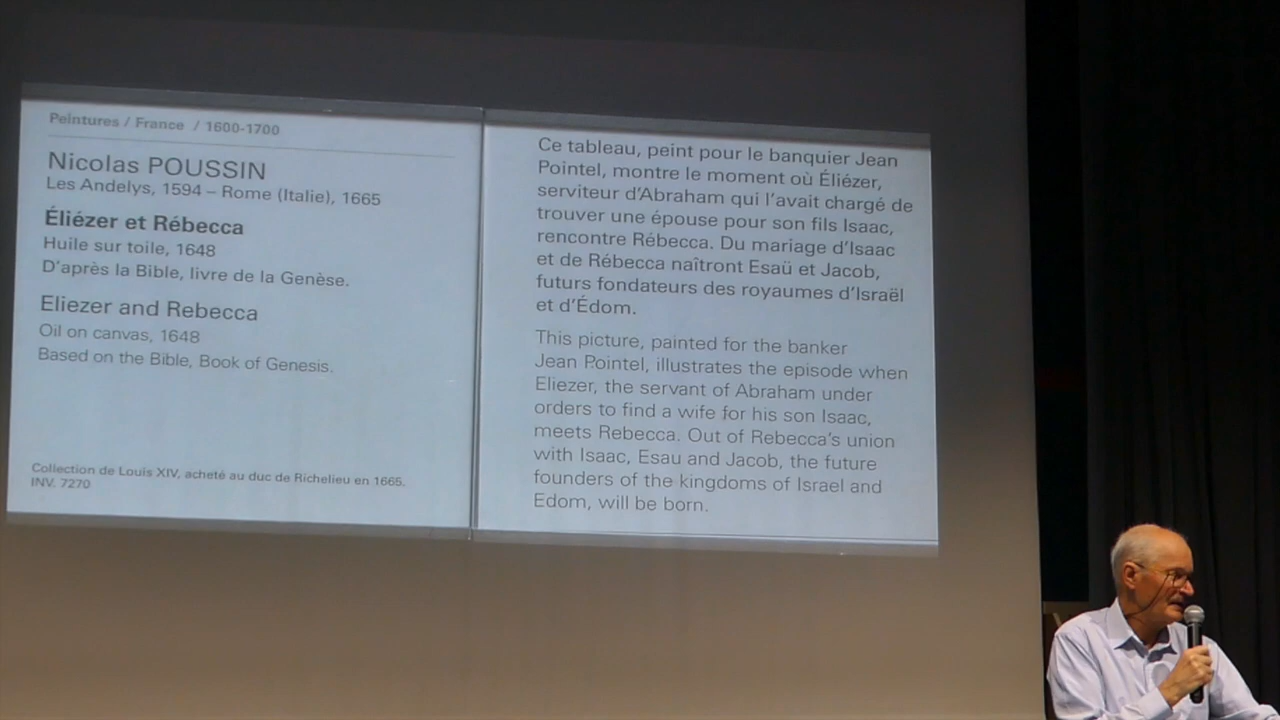 Peintures / France / 1600-1700
Nicolas POUSSIN
Les Andelys, 1594 – Rome (Italie), 1665
Éliézer et Rébecca
Huile sur toile, 1648
D'après la Bible, livre de la Genèse.
Eliezer and Rebecca
Oil on canvas, 1648
Based on the Bible, Book of Genesis.
Collection de Louis XIV, acheté au duc de Richelieu en 1665.
INV. 7270
Ce tableau, peint pour le banquier Jean
Pointel, montre le moment où Éliézer,
serviteur d'Abraham qui l'avait chargé de
trouver une épouse pour son fils Isaac,
rencontre Rébecca. Du mariage d'Isaac
et de Rébecca naîtront Esaü et Jacob,
futurs fondateurs des royaumes d'Israël
et d'Édom.
This picture, painted for the banker
Jean Pointel, illustrates the episode when
Eliezer, the servant of Abraham under
orders to find a wife for his son Isaac,
meets Rebecca. Out of Rebecca's union
with Isaac, Esau and Jacob, the future
founders of the kingdoms of Israel and
Edom, will be born.